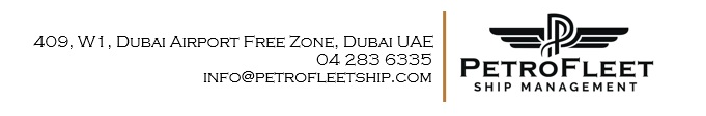 409, W1, Dubai Airport Free Zone, Dubai UAE
04 283 6335
info@petrofleetship.com
PetroFleet
SHIP MANAGEMENT